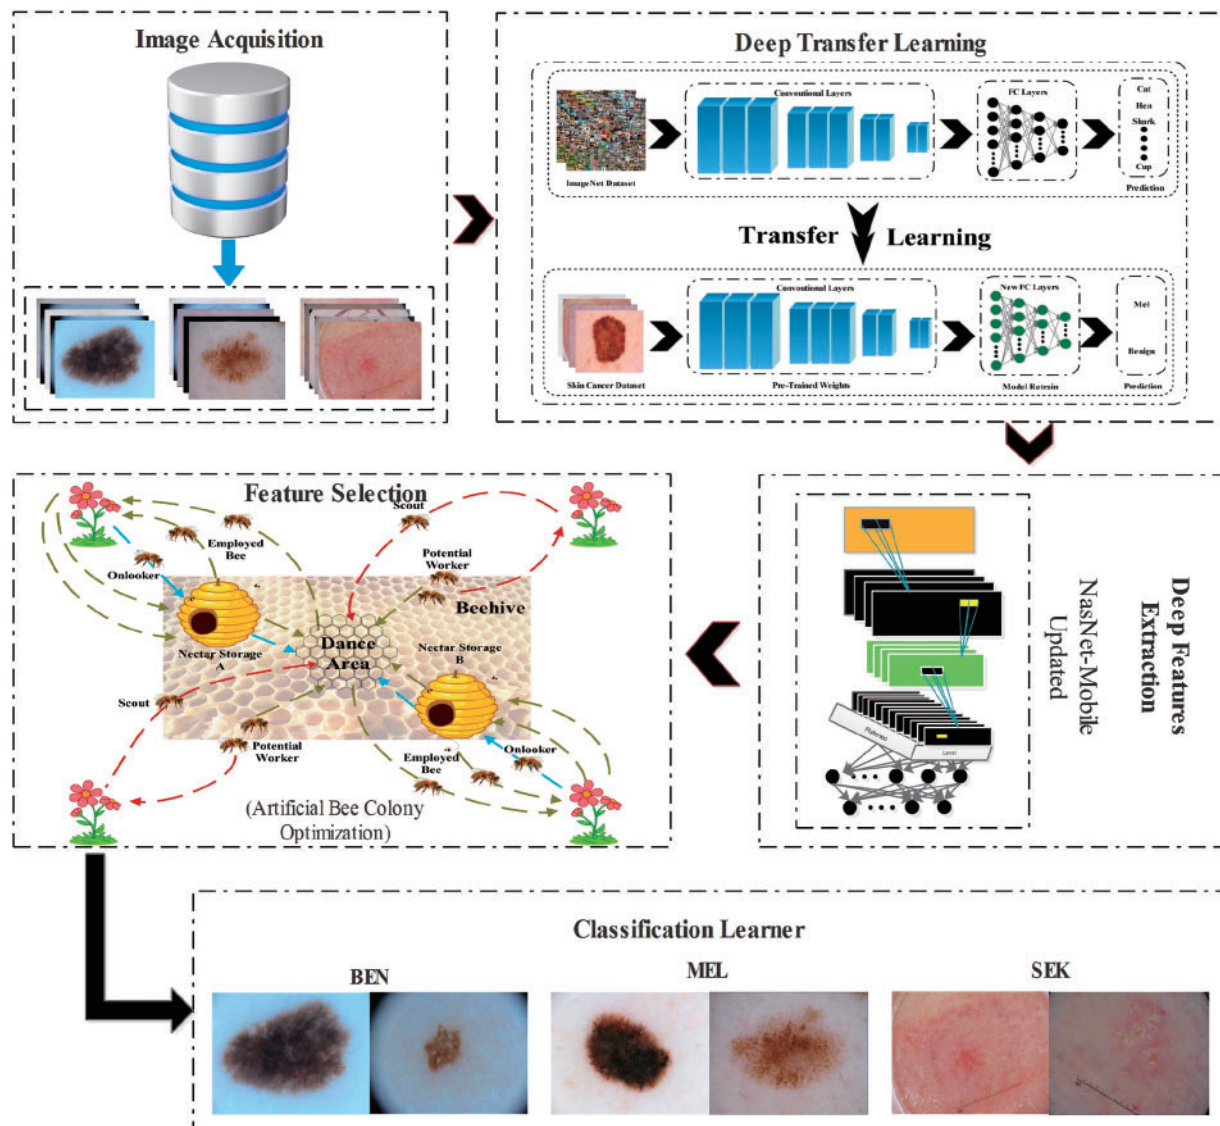 Image Acquisition
Deep Transfer Learning
Convoutional Layers
FC Layers
Cat
Hen
Shark
Cup
ImageNet Dataset
Prediction
Transfer Learning
Convoutional Layers
New FC Layers
Mel
Benign
Skin Cancer Dataset
Pre-Trained Weights
Model Retrain
Prediction
Feature Selection
Scout
Employed
Bee
Onlooker
Potential
Worker
Beehive
Nectar Storage
A
Dance
Area
Nectar Storage
B
Scout
Potential
Worker
Employed
Bee
Onlooker
(Artificial Bee Colony
Optimization)
Deep Features
Extraction
NasNet-Mobile
Updated
Classification Learner
BEN
MEL
SEK